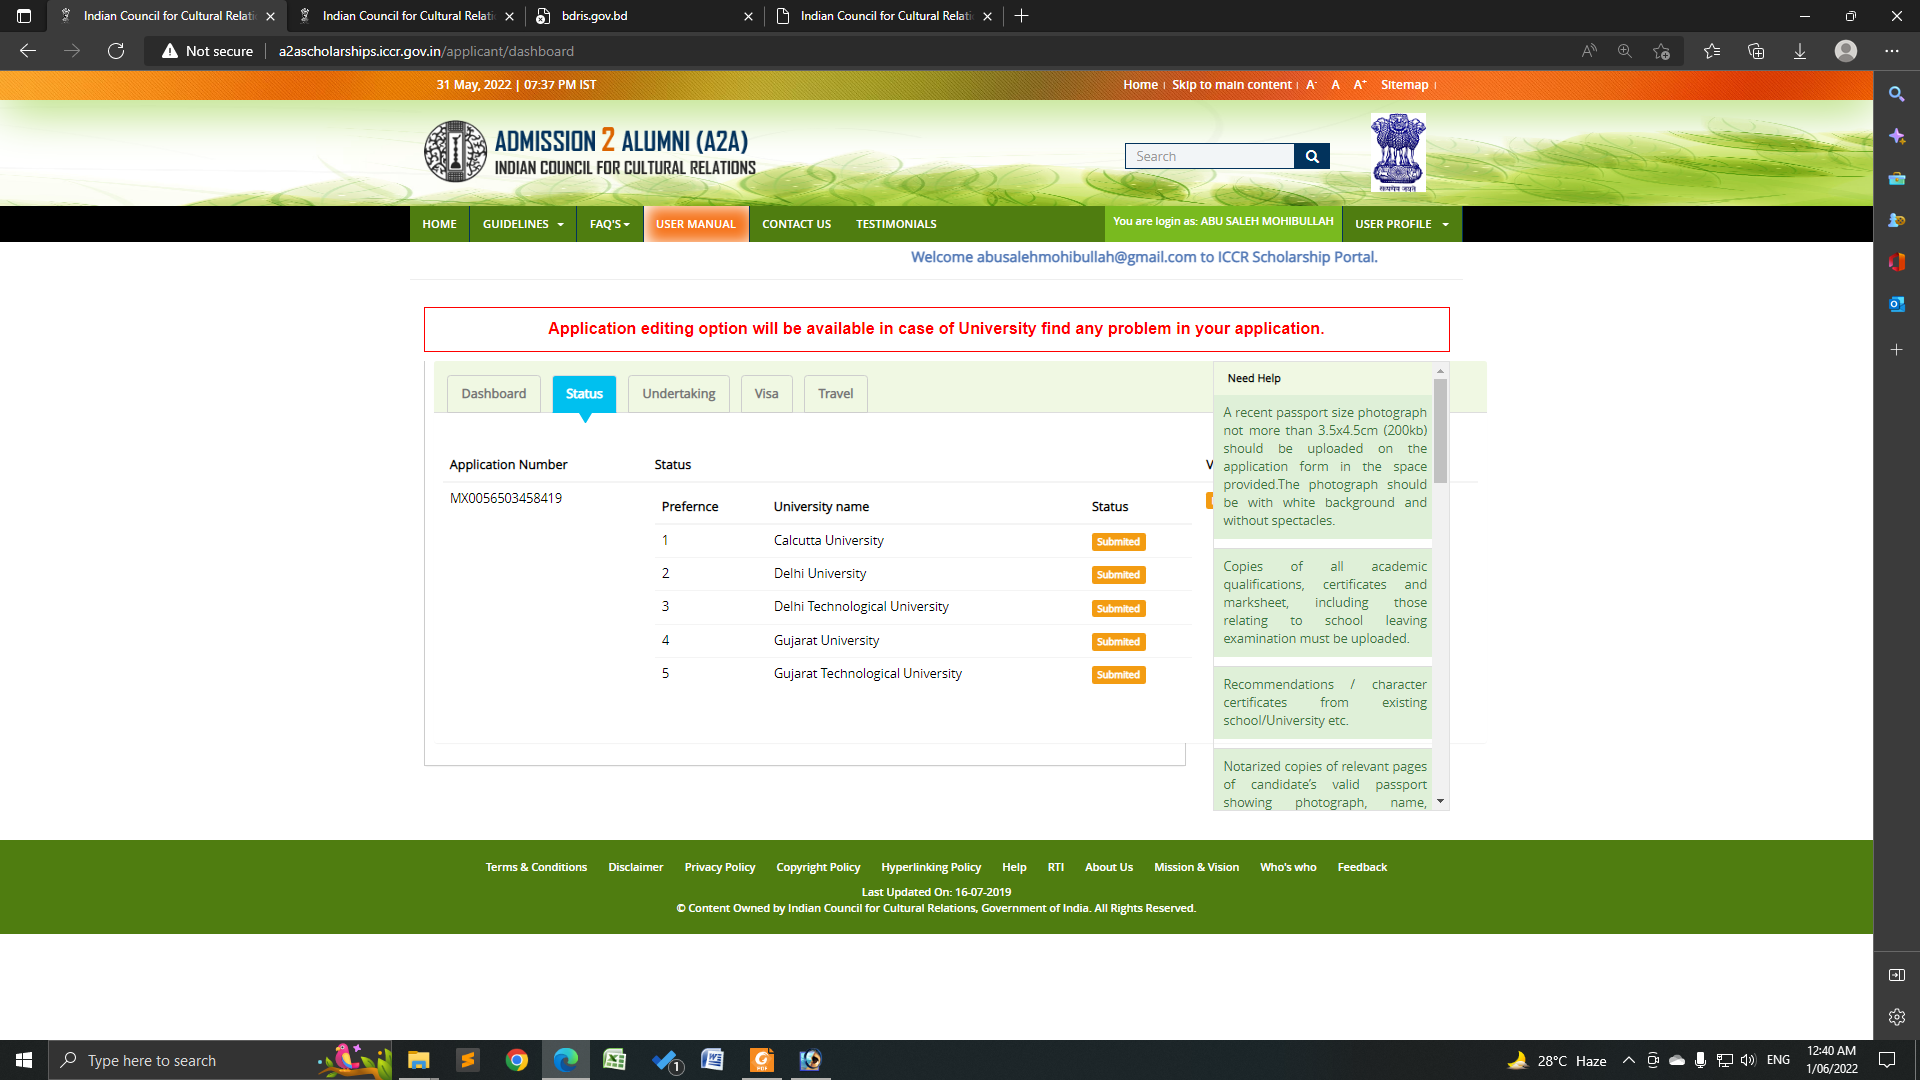 Indian Council for Cultural Relati
Indian Council for Cultural Relati
bdris.gov.bd
Indian Council for Cultural Relati
Not secure
a2ascholarships.iccr.gov.in/applicant/dashboard
31 May, 2022 | 07:37 PM IST
Home
Skip to main content
A-
A
A+
Sitemap
ADMISSION 2 ALUMNI (A2A)
INDIAN COUNCIL FOR CULTURAL RELATIONS
Search
सत्यमेव जयते
HOME
GUIDELINES
FAQ'S
USER MANUAL
CONTACT US
TESTIMONIALS
You are login as: ABU SALEH MOHIBULLAH
USER PROFILE
Welcome abusalehmohibullah@gmail.com to ICCR Scholarship Portal.
Application editing option will be available in case of University find any problem in your application.
Dashboard
Status
Undertaking
Visa
Travel
Application Number
Status
V
MX0056503458419
Prefernce
University name
Status
1
Calcutta University
Submited
2
Delhi University
Submited
3
Delhi Technological University
Submited
4
Gujarat University
Submited
5
Gujarat Technological University
Submited
Need Help
A recent passport size photograph
not more than 3.5x4.5cm (200kb)
should be uploaded on the
application form in the space
provided.The photograph should
be with white background and
without spectacles.
Copies of all academic
qualifications, certificates and
marksheet, including those
relating to school leaving
examination must be uploaded.
Recommendations / character
certificates from existing
school/University etc.
Notarized copies of relevant pages
of candidate's valid passport
showing photograph, name,
Terms & Conditions
Disclaimer
Privacy Policy
Copyright Policy
Hyperlinking Policy
Help
RTI
About Us
Mission & Vision
Who's who
Feedback
Last Updated On: 16-07-2019
© Content Owned by Indian Council for Cultural Relations, Government of India. All Rights Reserved.
Type here to search
1
28°C Haze
ENG
12:40 AM
1/06/2022